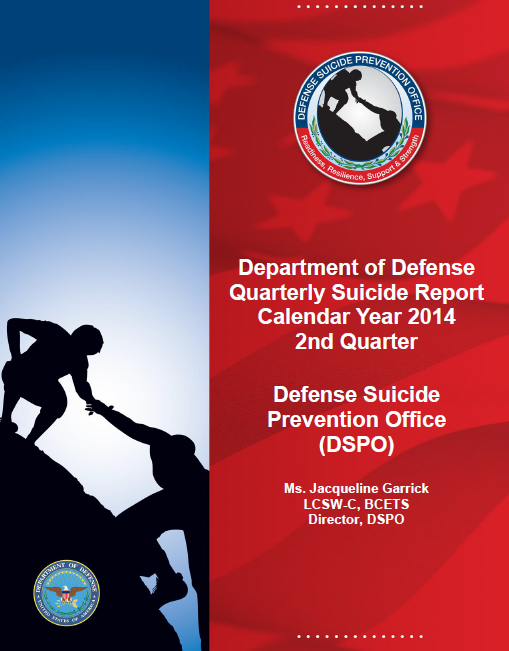 DEFENSE SUICIDE PREVENTION OFFICE
Readiness, Resilience, Support & Strength
Department of Defense
Quarterly Suicide Report
Calendar Year 2014
2nd Quarter
Defense Suicide
Prevention Office
(DSPO)
Ms. Jacqueline Garrick
LCSW-C, BCETS
Director, DSPO
DEPARTMENT OF DEFENSE
UNITED STATES OF AMERICA